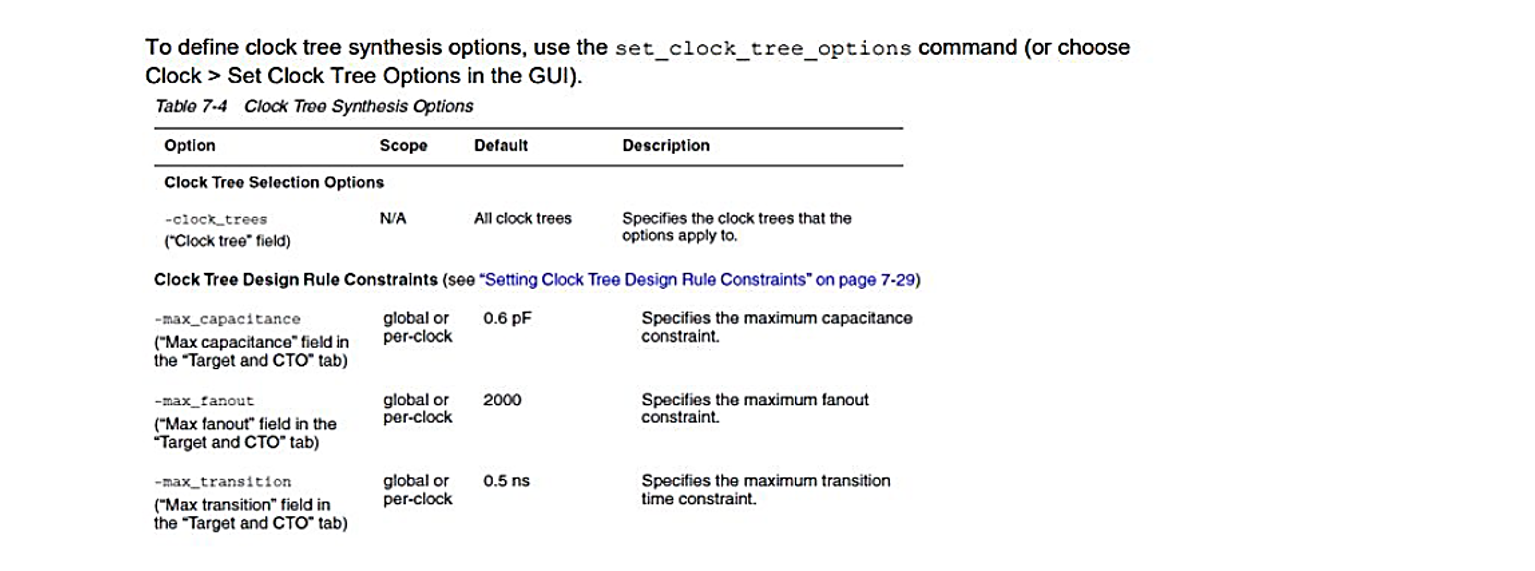 To define clock tree synthesis options, use the set_clock_tree_options command (or choose
Clock > Set Clock Tree Options in the GUI).
Table 7-4 Clock Tree Synthesis Options
Option Scope Default Description
Clock Tree Selection Options
-clock_trees N/A All clock trees Specifies the clock trees that the
("Clock tree" field) options apply to.
Clock Tree Design Rule Constraints (see "Setting Clock Tree Design Rule Constraints" on page 7-29)
-max_capacitance global or 0.6 pF Specifies the maximum capacitance
("Max capacitance" field in per-clock constraint.
the "Target and CTO" tab)
-max_fanout global or 2000 Specifies the maximum fanout
("Max fanout" field in the per-clock constraint.
"Target and CTO" tab)
-max_transition global or 0.5 ns Specifies the maximum transition
("Max transition" field in per-clock time constraint.
the "Target and CTO" tab)